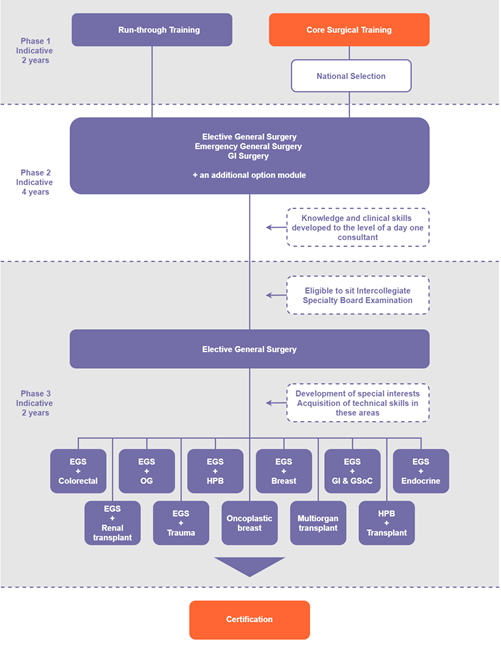 Phase 1
Indicative
2 years
Run-through Training
Core Surgical Training
National Selection
Phase 2
Indicative
4 years
Elective General Surgery
Emergency General Surgery
GI Surgery
+ an additional option module
Knowledge and clinical skills
developed to the level of a day one
consultant
Eligible to sit Intercollegiate
Specialty Board Examination
Elective General Surgery
Phase 3
Indicative
2 years
Development of special interests
Acquisition of technical skills in
these areas
EGS
+
Colorectal
EGS
+
OG
EGS
+
HPB
EGS
+
Breast
EGS
+
GI & GSoC
EGS
+
Endocrine
EGS
+
Renal
transplant
EGS
+
Trauma
Oncoplastic
breast
Multiorgan
transplant
HPB
+
Transplant
Certification